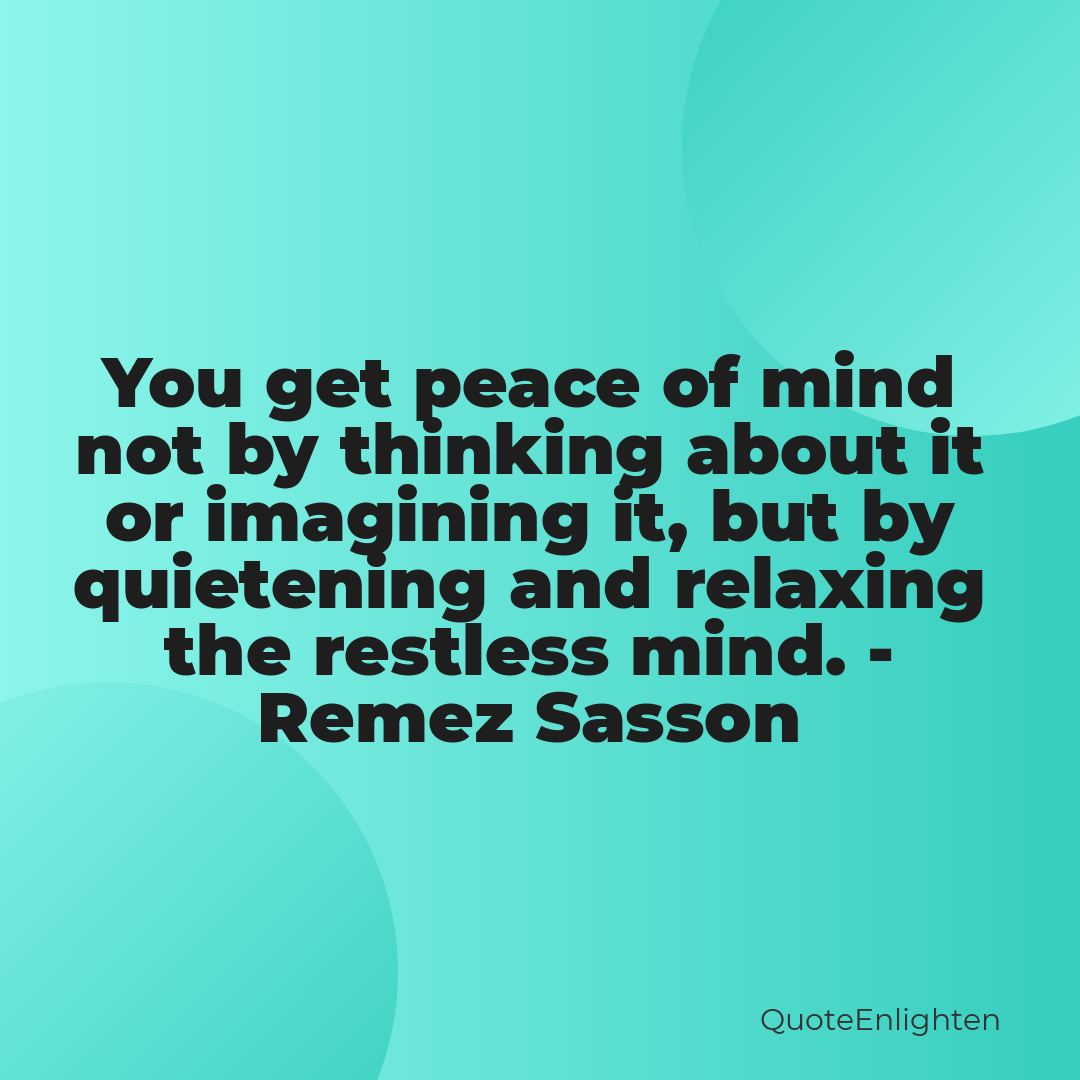 You get peace of mind
not by thinking about it
or imagining it, but by
quietening and relaxing
the restless mind. -
Remez Sasson
QuoteEnlighten